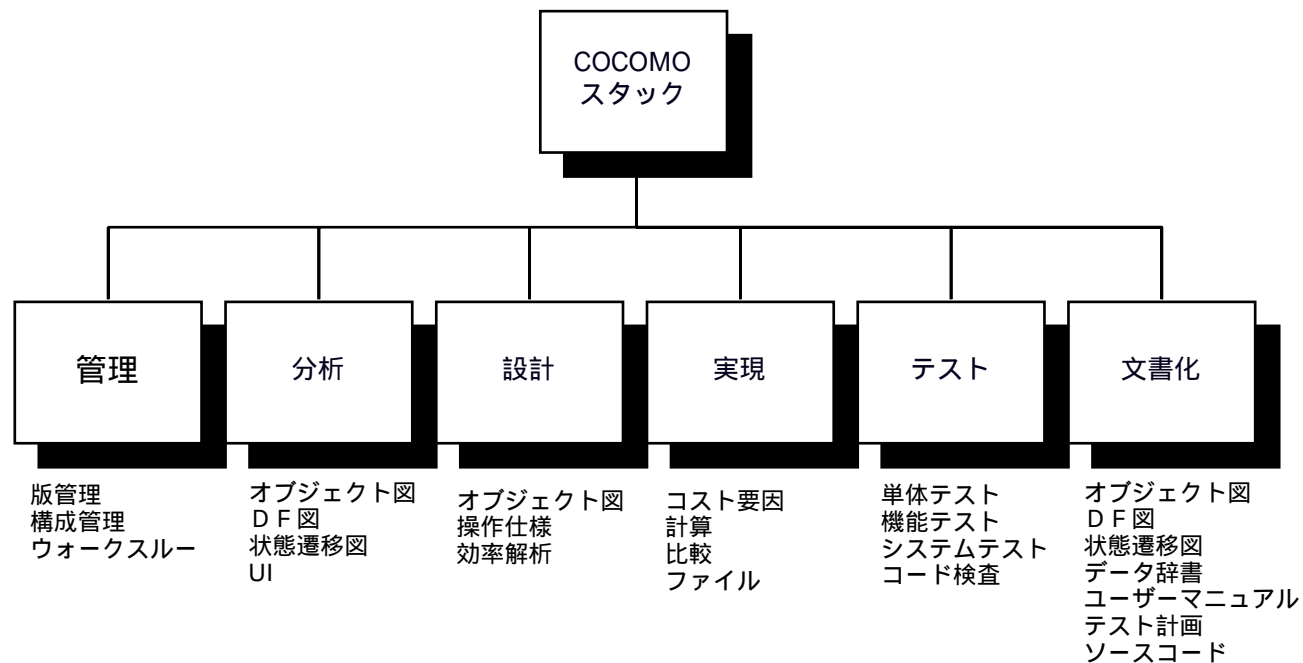 COCOMO
スタック
管理
分析
設計
実現
テスト
文書化
版管理
構成管理
ウォークスルー
オブジェクト図
ＤＦ図
状態遷移図
UI
オブジェクト図
操作仕様
効率解析
コスト要因
計算
比較
ファイル
単体テスト
機能テスト
システムテスト
コード検査
オブジェクト図
ＤＦ図
状態遷移図
データ辞書
ユーザーマニュアル
テスト計画
ソースコード